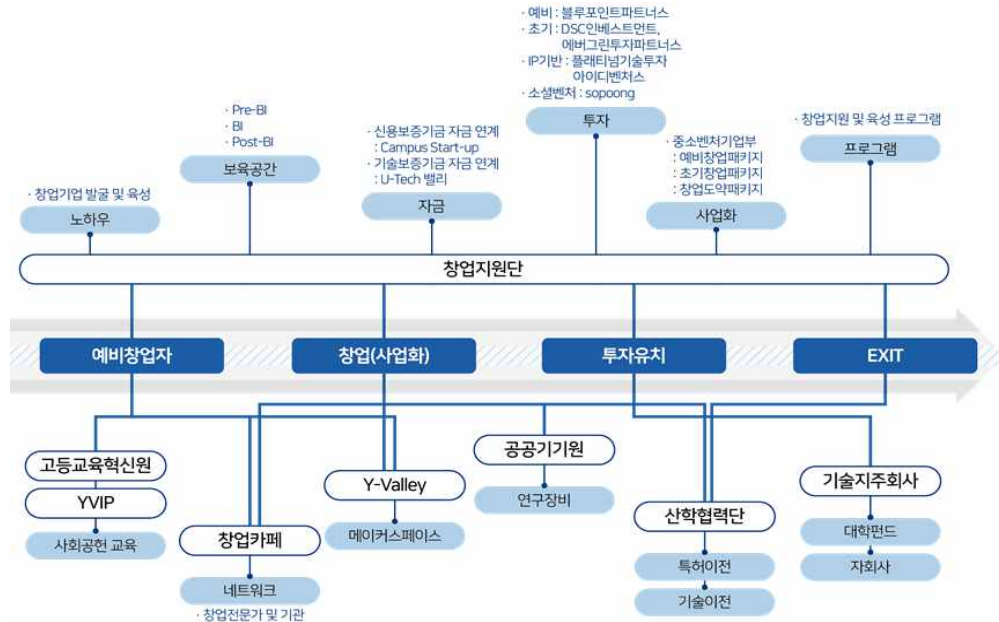 · 예비 : 블루포인트파트너스
· 초기 : DSC인베스트먼트,
에버그린투자파트너스
· IP기반 : 플래티넘기술투자
아이디벤처스
· 소셜벤처 : sopoong
투자
· Pre-BI
· BI
· Post-BI
보육공간
· 신용보증기금 자금 연계
: Campus Start-up
· 기술보증기금 자금 연계
: U-Tech 밸리
자금
· 중소벤처기업부
: 예비창업패키지
: 초기창업패키지
: 창업도약패키지
사업화
· 창업지원 및 육성 프로그램
프로그램
· 창업기업 발굴 및 육성
노하우
창업지원단
예비창업자
창업(사업화)
투자유치
EXIT
고등교육혁신원
YVIP
사회공헌 교육
창업카페
네트워크
· 창업전문가 및 기관
Y-Valley
메이커스페이스
공공기기원
연구장비
산학협력단
특허이전
기술이전
기술지주회사
대학펀드
자회사